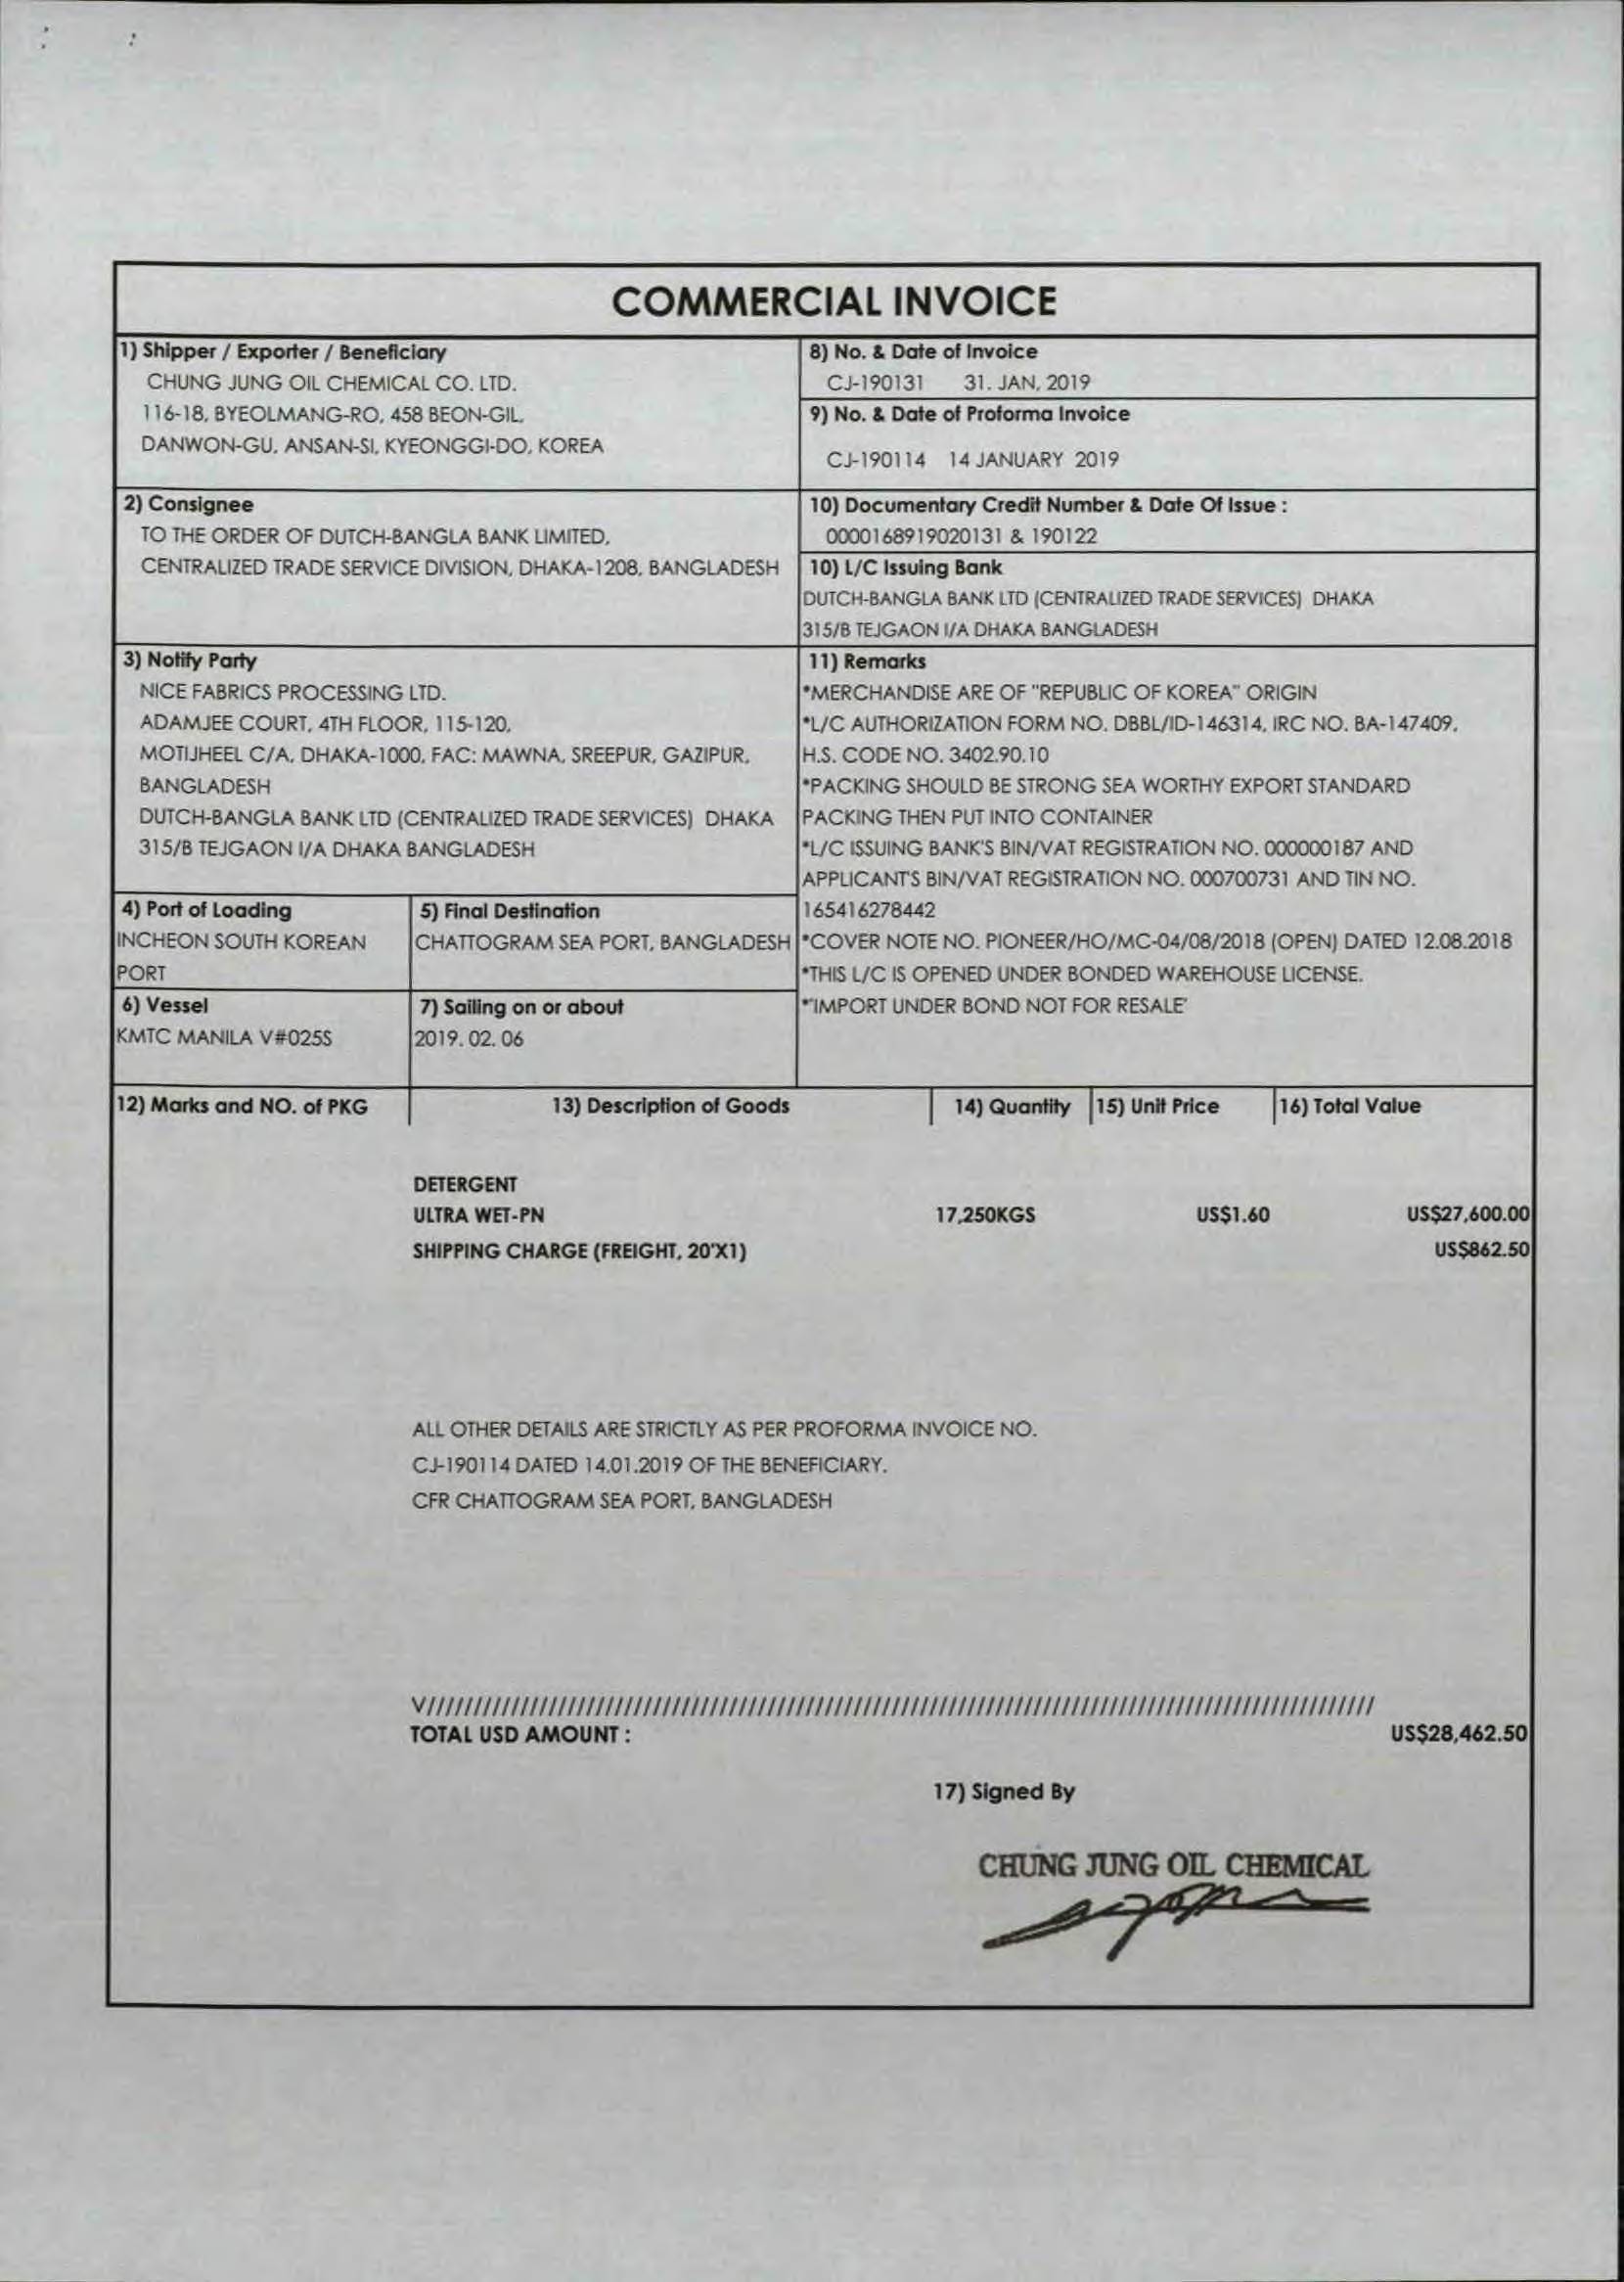 COMMERCIAL INVOICE
1) Shipper / Exporter / Beneficiary
CHUNG JUNG OIL CHEMICAL CO. LTD.
116-18, BYEOLMANG-RO, 458 BEON-GIL,
DANWON-GU, ANSAN-SI, KYEONGGI-DO, KOREA
8) No. & Date of Invoice
CJ-190131 31. JAN, 2019
9) No. & Date of Proforma Invoice
CJ-190114 14 JANUARY 2019
2) Consignee
TO THE ORDER OF DUTCH-BANGLA BANK LIMITED,
CENTRALIZED TRADE SERVICE DIVISION, DHAKA-1208, BANGLADESH
10) Documentary Credit Number & Date Of Issue :
0000168919020131 & 190122
10) L/C Issuing Bank
DUTCH-BANGLA BANK LTD (CENTRALIZED TRADE SERVICES) DHAKA
315/B TEJGAON I/A DHAKA BANGLADESH
3) Notify Party
NICE FABRICS PROCESSING LTD.
ADAMJEE COURT, 4TH FLOOR, 115-120,
MOTIJHEEL C/A, DHAKA-1000, FAC: MAWNA, SREEPUR, GAZIPUR,
BANGLADESH
DUTCH-BANGLA BANK LTD (CENTRALIZED TRADE SERVICES) DHAKA
315/B TEJGAON I/A DHAKA BANGLADESH
11) Remarks
*MERCHANDISE ARE OF "REPUBLIC OF KOREA" ORIGIN
*L/C AUTHORIZATION FORM NO. DBBL/ID-146314, IRC NO. BA-147409,
H.S. CODE NO. 3402.90.10
*PACKING SHOULD BE STRONG SEA WORTHY EXPORT STANDARD
PACKING THEN PUT INTO CONTAINER
*L/C ISSUING BANK'S BIN/VAT REGISTRATION NO. 000000187 AND
APPLICANT'S BIN/VAT REGISTRATION NO. 000700731 AND TIN NO.
165416278442
*COVER NOTE NO. PIONEER/HO/MC-04/08/2018 (OPEN) DATED 12.08.2018
*THIS L/C IS OPENED UNDER BONDED WAREHOUSE LICENSE.
*"IMPORT UNDER BOND NOT FOR RESALE"
4) Port of Loading
INCHEON SOUTH KOREAN
PORT
5) Final Destination
CHATTOGRAM SEA PORT, BANGLADESH
6) Vessel
KMTC MANILA V#025S
7) Sailing on or about
2019. 02. 06
12) Marks and NO. of PKG 13) Description of Goods 14) Quantity 15) Unit Price 16) Total Value
DETERGENT
ULTRA WET-PN 17,250KGS US$1.60 US$27,600.00
SHIPPING CHARGE (FREIGHT, 20'X1) US$862.50
ALL OTHER DETAILS ARE STRICTLY AS PER PROFORMA INVOICE NO.
CJ-190114 DATED 14.01.2019 OF THE BENEFICIARY.
CFR CHATTOGRAM SEA PORT, BANGLADESH
TOTAL USD AMOUNT : US$28,462.50
17) Signed By
CHUNG JUNG OIL CHEMICAL